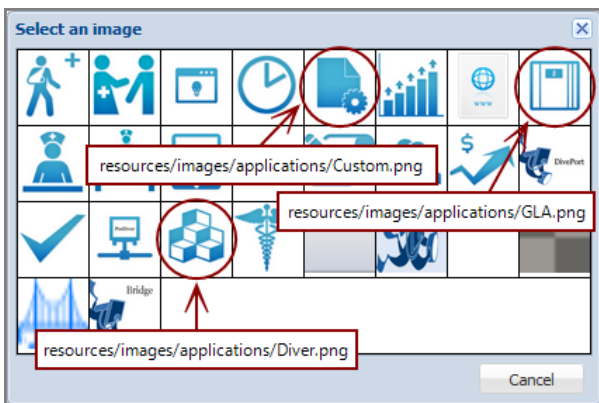 Select an image
www
resources/images/applications/Custom.png
DivePort
resources/images/applications/GLA.png
ProDiver
Bridge
resources/images/applications/Diver.png
Cancel